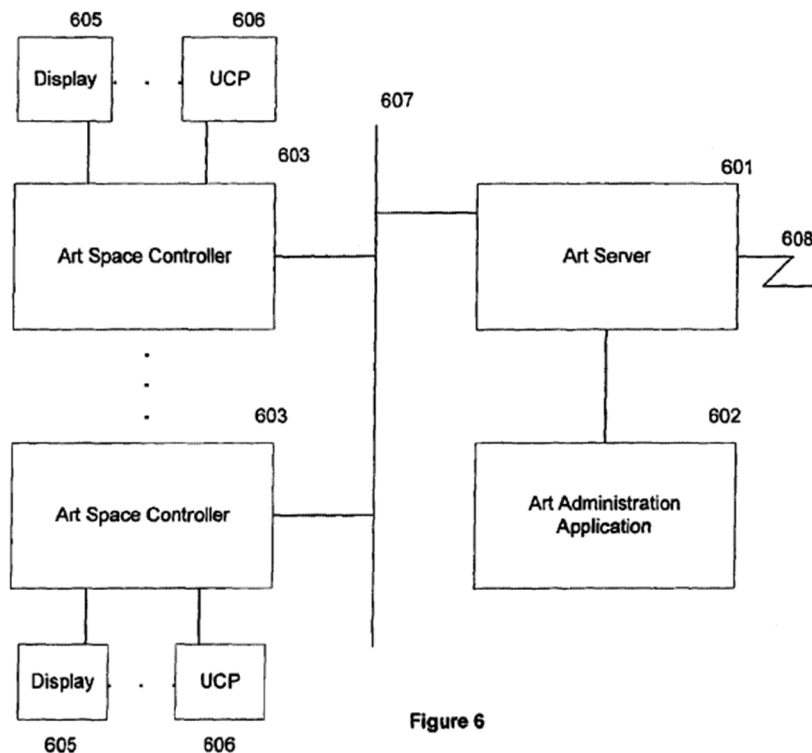 605
606
Display
UCP
607
603
601
Art Space Controller
Art Server
608
603
602
Art Space Controller
Art Administration
Application
Display
UCP
605
606
Figure 6